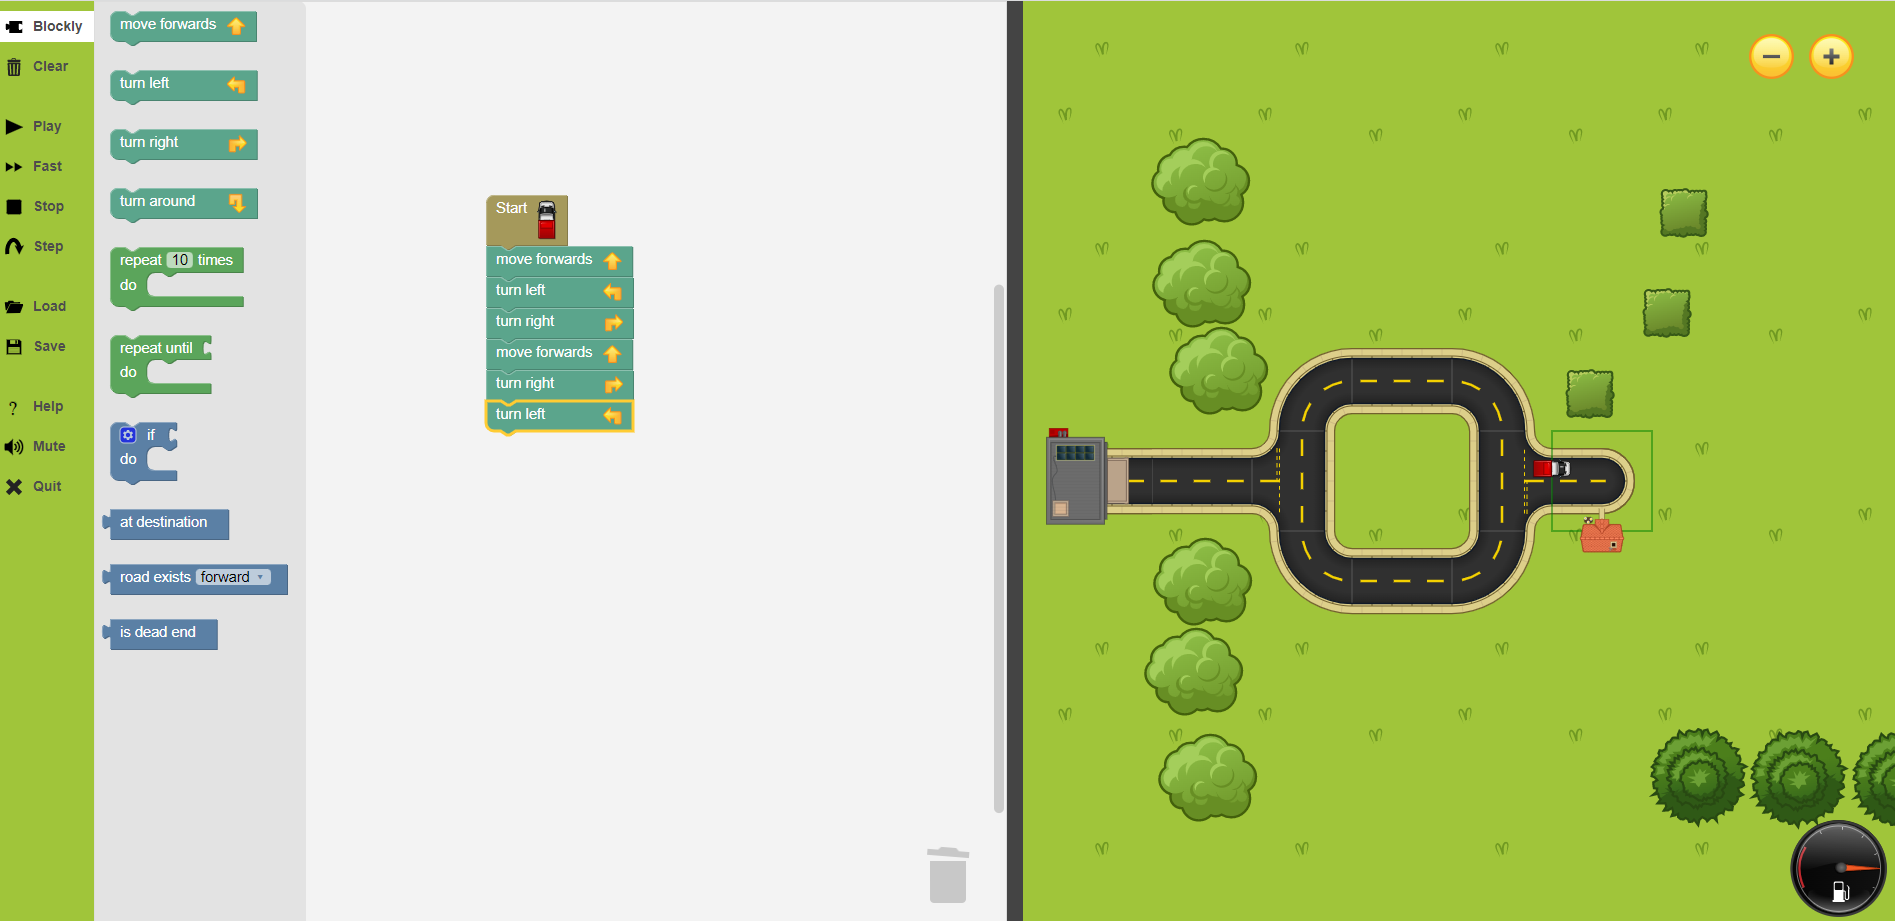 Blockly
Clear
Play
Fast
Stop
Step
Load
Save
? Help
Mute
Quit
move forwards
turn left
turn right
turn around
repeat 10 times
do
repeat until
do
if
do
at destination
road exists forward
is dead end
Start
move forwards
turn left
turn right
move forwards
turn right
turn left
− +